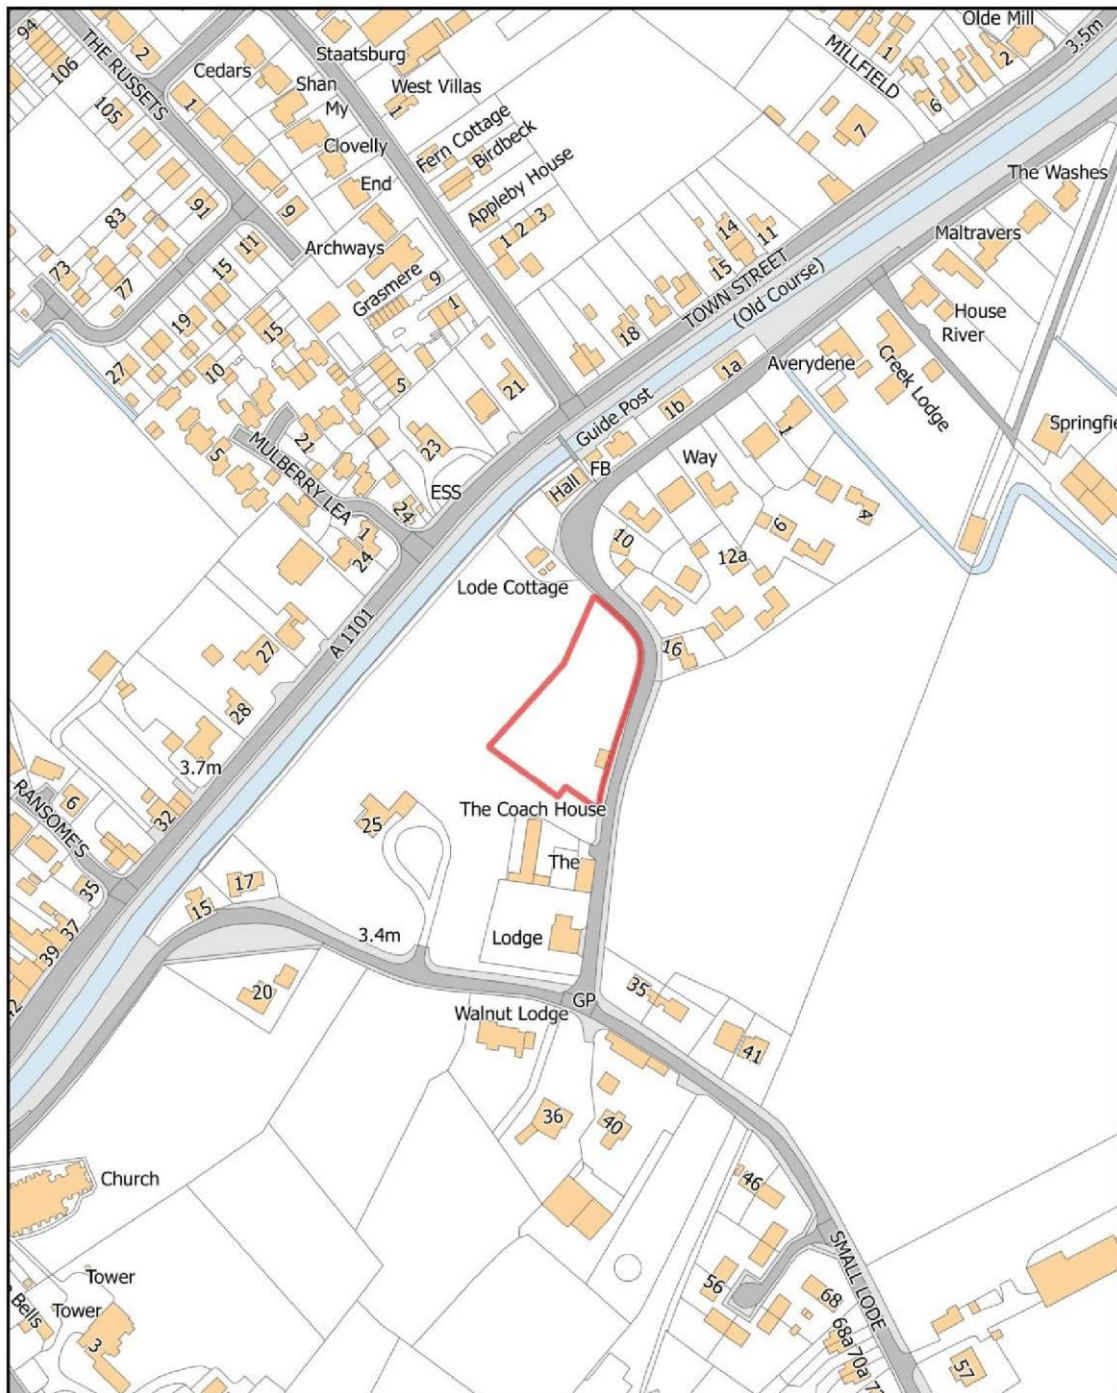 94
106
THE RUSSETS
2
Cedars
Staatsburg
Shan
My
West Villas
1
1
105
Clovelly
End
Fern Cottage
Birdbeck
Appleby House
1
2
3
MILLFIELD
1
Olde Mill
2
3.5m
6
7
The Washes
Maltravers
House
River
91
9
83
11
Archways
73
77
15
19
Grasmere
9
1
15
27
10
5
21
14
11
15
18
TOWN STREET
(Old Course)
1a
Averydene
Creek Lodge
Guide Post
1b
1
Springfie
21
5
MULBERRY LEA
23
ESS
24
1
24
FB
Hall
Way
10
6
4
12a
Lode Cottage
A 1101
16
27
28
3.7m
RANSOME'S
6
32
35
37
39
42
The Coach House
25
The
Lodge
17
15
3.4m
20
GP
Walnut Lodge
35
41
36
40
46
Church
SMALL LODE
56
68
68a
70a
57
Tower
Tower
Bells
3